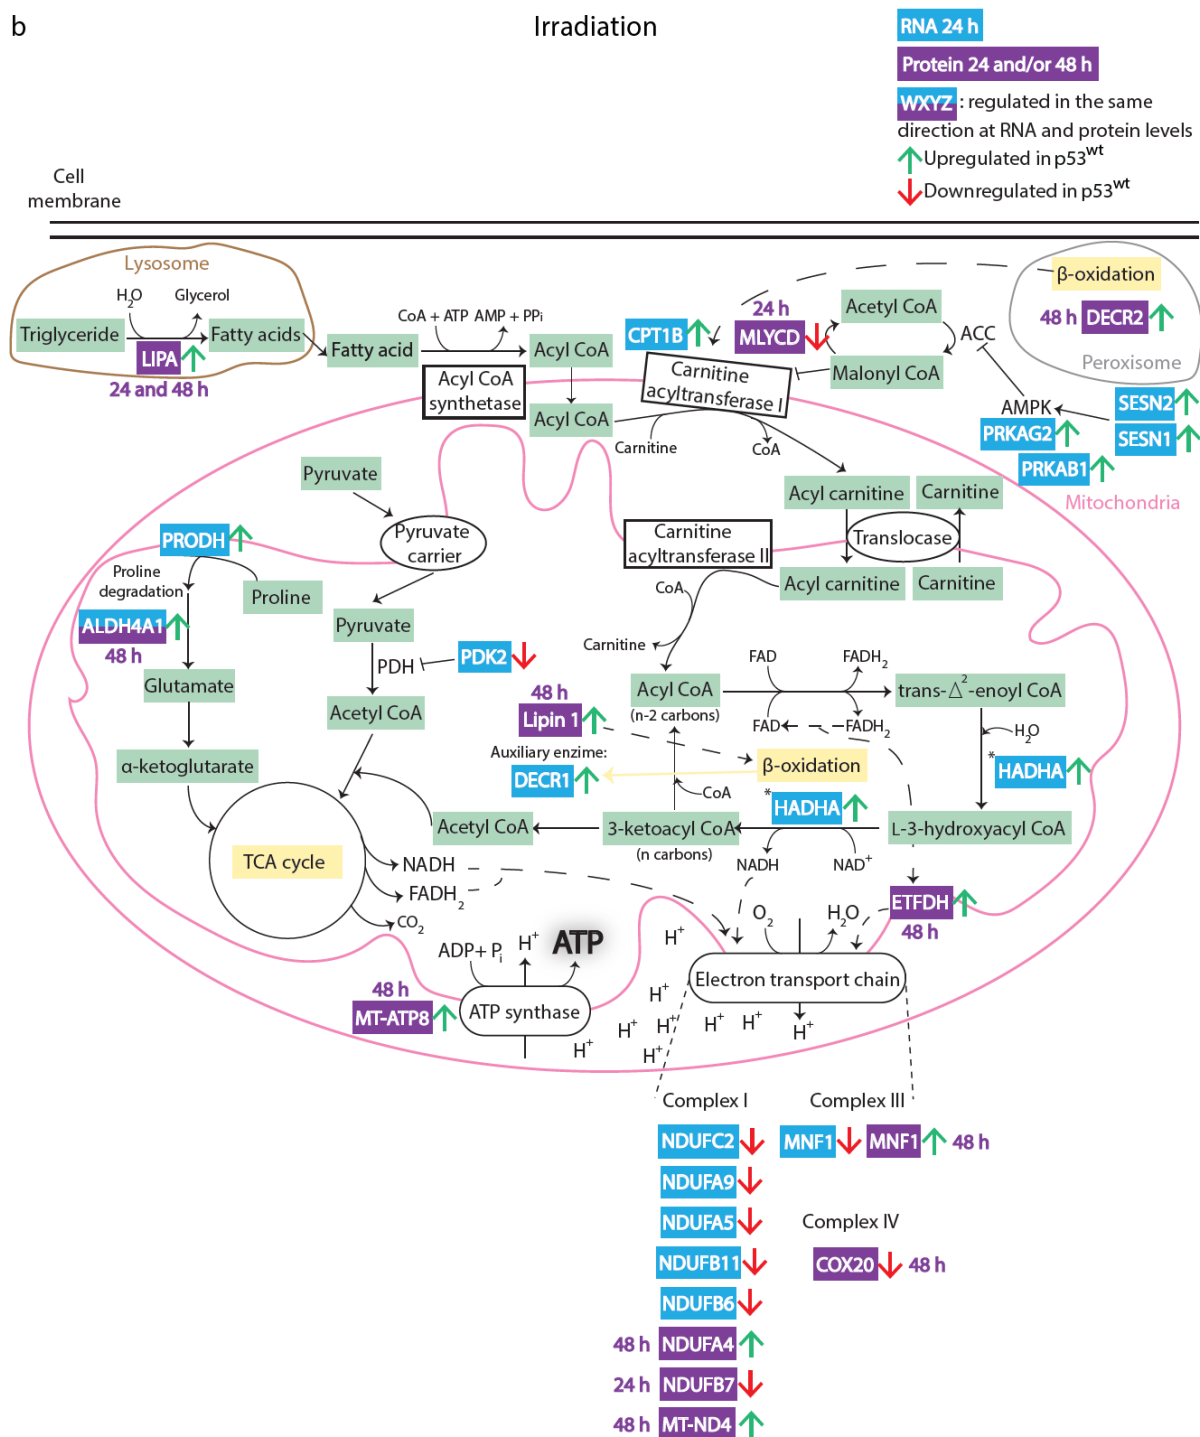 b
Irradiation
RNA 24 h
Protein 24 and/or 48 h
WXYZ : regulated in the same
direction at RNA and protein levels
Upregulated in p53wt
Downregulated in p53wt
Cell
membrane
Lysosome
H2O
Glycerol
Triglyceride
Fatty acids
LIPA
24 and 48 h
CoA + ATP AMP + PPi
Fatty acid
Acyl CoA
Acyl CoA
synthetase
Acyl CoA
CPT1B
24 h
MLYCD
Acetyl CoA
Malonyl CoA
ACC
β-oxidation
48 h DECR2
Peroxisome
Carnitine
acyltransferase I
Carnitine
CoA
AMPK
SESN2
SESN1
PRKAG2
PRKAB1
Mitochondria
Pyruvate
Pyruvate
carrier
Acyl carnitine
Carnitine
Translocase
Carnitine
acyltransferase II
Acyl carnitine
Carnitine
PRODH
Proline
degradation
Proline
ALDH4A1
48 h
Glutamate
α-ketoglutarate
Pyruvate
PDH
PDK2
Acetyl CoA
CoA
Carnitine
Acyl CoA
(n-2 carbons)
FAD
FADH2
FAD
FADH2
trans-Δ2-enoyl CoA
H2O
*HADHA
48 h
Lipin 1
Auxiliary enzime:
DECR1
β-oxidation
CoA
*HADHA
Acetyl CoA
3-ketoacyl CoA
(n carbons)
L-3-hydroxyacyl CoA
NADH
NAD+
TCA cycle
NADH
FADH2
CO2
ETFDH
48 h
O2
H2O
ADP+ Pi
H+
ATP
H+
Electron transport chain
48 h
MT-ATP8
ATP synthase
H+
H+
H+
H+
H+
H+
H+
H+
H+
Complex I
NDUFC2
NDUFA9
NDUFA5
NDUFB11
NDUFB6
48 h NDUFA4
24 h NDUFB7
48 h MT-ND4
Complex III
MNF1
MNF1 48 h
Complex IV
COX20 48 h